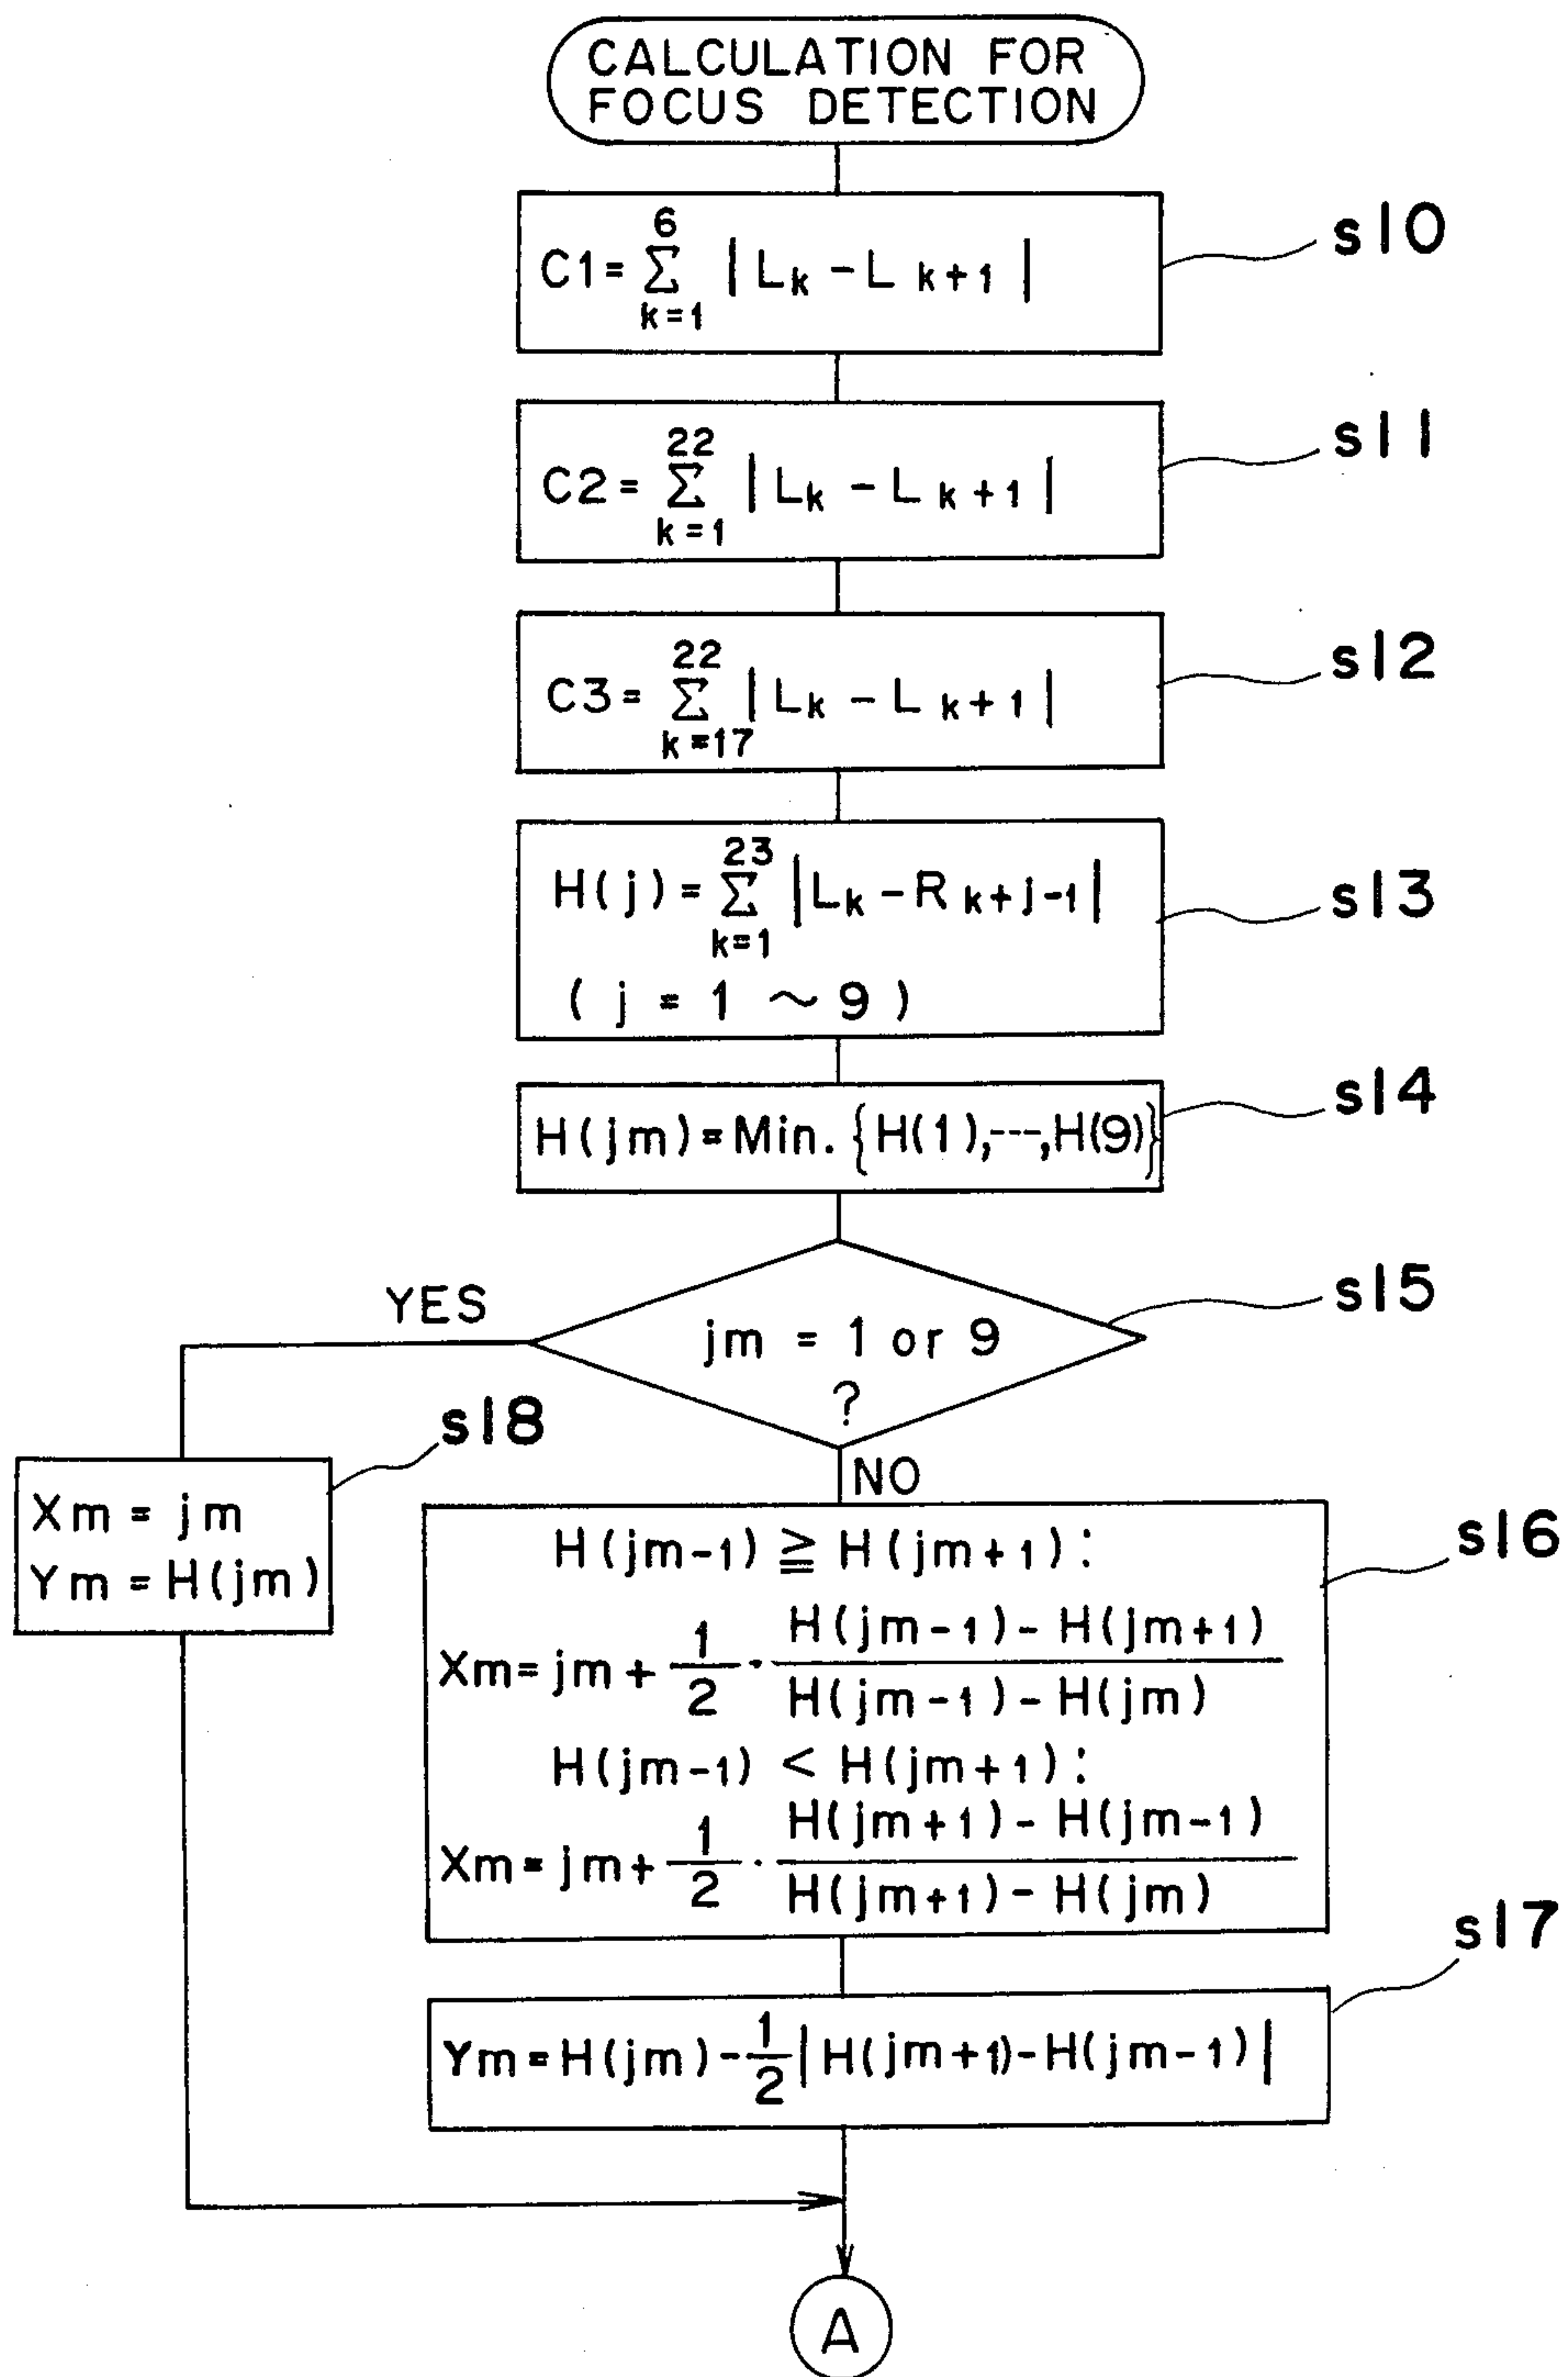 CALCULATION FOR
FOCUS DETECTION
C1=∑_{k=1}^{6} |L_k-L_{k+1}|
s10
C2=∑_{k=1}^{22} |L_k-L_{k+1}|
s11
C3=∑_{k=17}^{22} |L_k-L_{k+1}|
s12
H(j)=∑_{k=1}^{23} |L_k-R_{k+j-1}|
s13
(j=1～9)
H(jm)=Min.{H(1),---,H(9)}
s14
YES
jm = 1 or 9
?
s15
s18
Xm = jm
Ym = H(jm)
NO
H(jm-1) ≧ H(jm+1):
s16
Xm=jm+1/2·(H(jm-1)-H(jm+1))/(H(jm-1)-H(jm))
H(jm-1) < H(jm+1):
Xm=jm+1/2·(H(jm+1)-H(jm-1))/(H(jm+1)-H(jm))
s17
Ym=H(jm)-1/2|H(jm+1)-H(jm-1)|
A